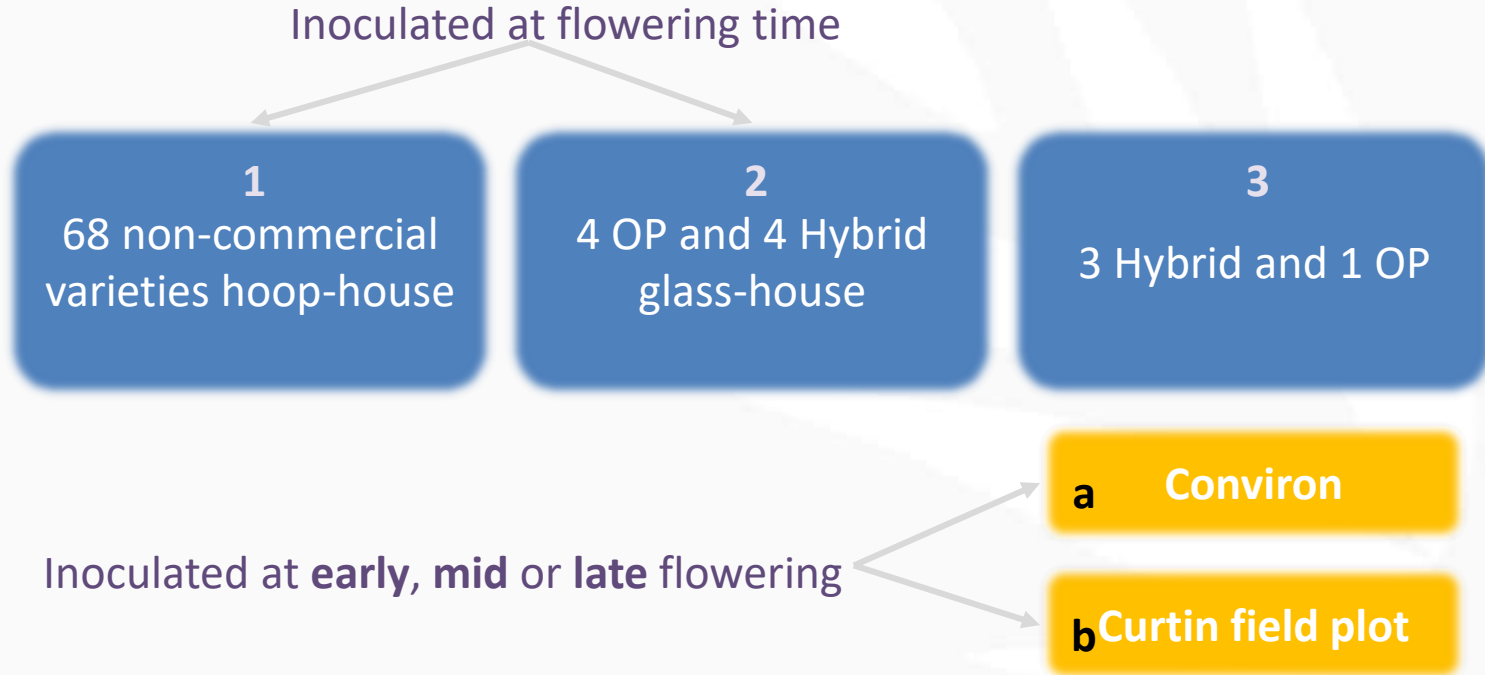 Inoculated at flowering time
1
68 non-commercial
varieties hoop-house
2
4 OP and 4 Hybrid
glass-house
3
3 Hybrid and 1 OP
a Conviron
Inoculated at early, mid or late flowering
b Curtin field plot